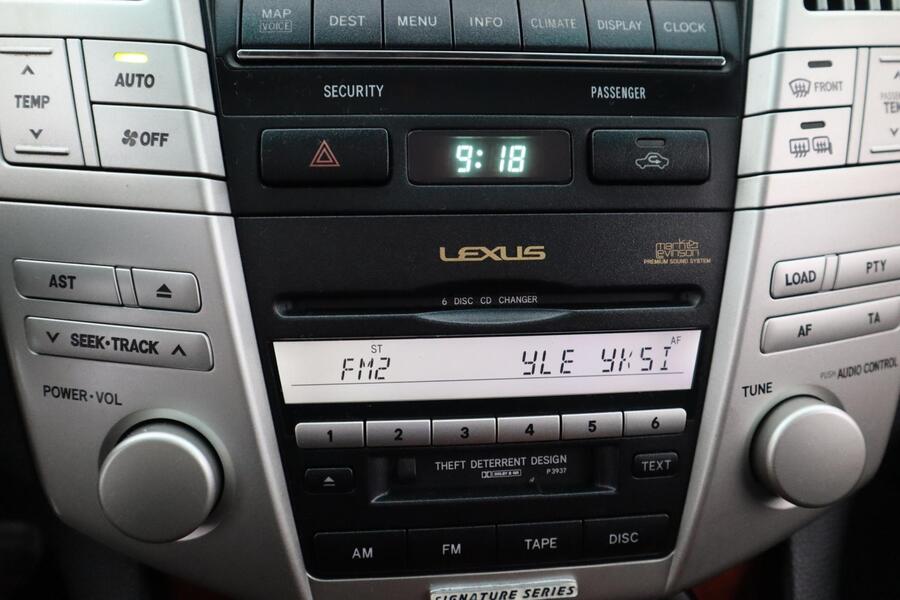 MAP VOICE DEST MENU INFO CLIMATE DISPLAY CLOCK
AUTO
TEMP
OFF
SECURITY
PASSENGER
FRONT
9:18
LEXUS
mark levinson
PREMIUM SOUND SYSTEM
6 DISC CD CHANGER
AST
LOAD PTY
SEEK•TRACK
AF TA
ST
FM2 YLE YKSI
AF
POWER•VOL
TUNE
PUSH AUDIO CONTROL
1 2 3 4 5 6
THEFT DETERRENT DESIGN
DOLBY B NR
P3937
TEXT
AM FM TAPE DISC
SIGNATURE SERIES